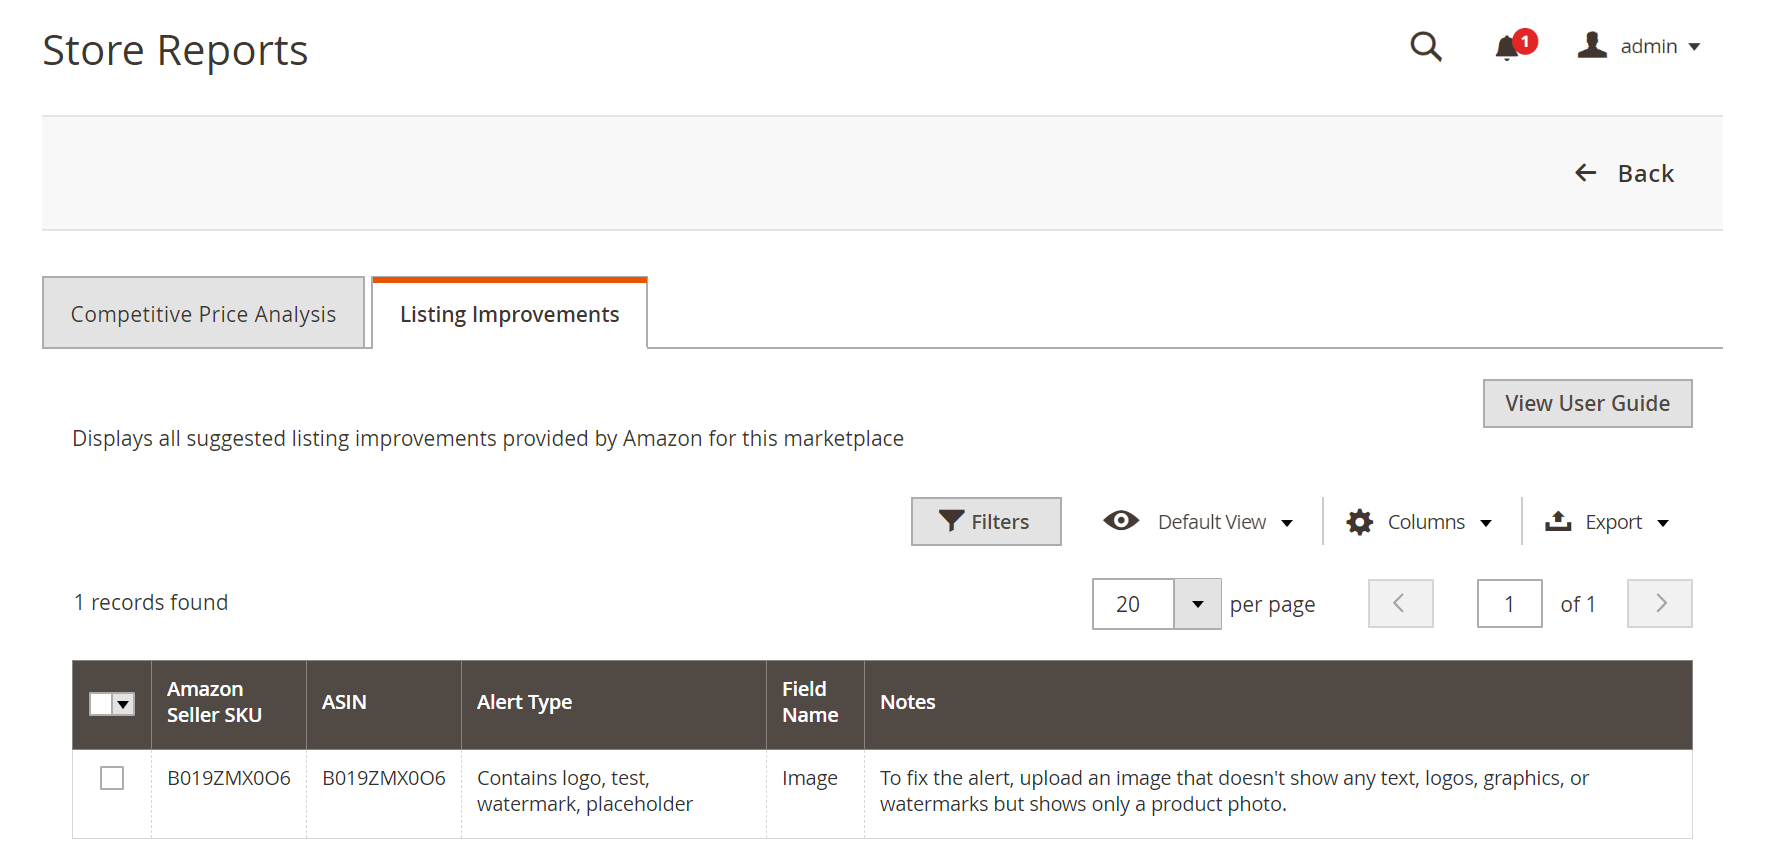 Store Reports
1
admin
Back
Competitive Price Analysis
Listing Improvements
View User Guide
Displays all suggested listing improvements provided by Amazon for this marketplace
Filters
Default View
Columns
Export
1 records found
20
per page
1
of 1
Amazon
Seller SKU
ASIN
Alert Type
Field
Name
Notes
B019ZMX0O6
B019ZMX0O6
Contains logo, test,
watermark, placeholder
Image
To fix the alert, upload an image that doesn't show any text, logos, graphics, or
watermarks but shows only a product photo.